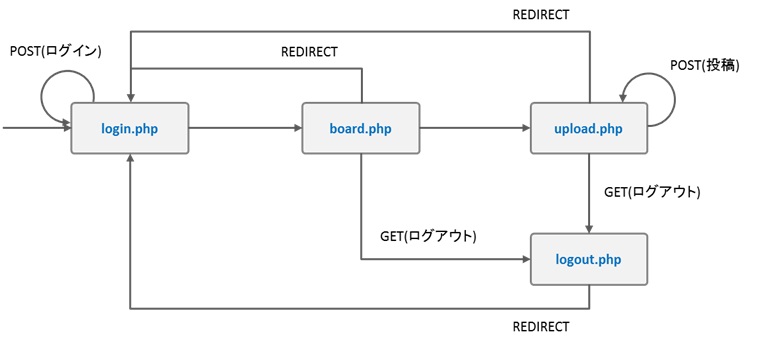 REDIRECT
POST(ログイン)
REDIRECT
POST(投稿)
login.php
board.php
upload.php
GET(ログアウト)
GET(ログアウト)
logout.php
REDIRECT